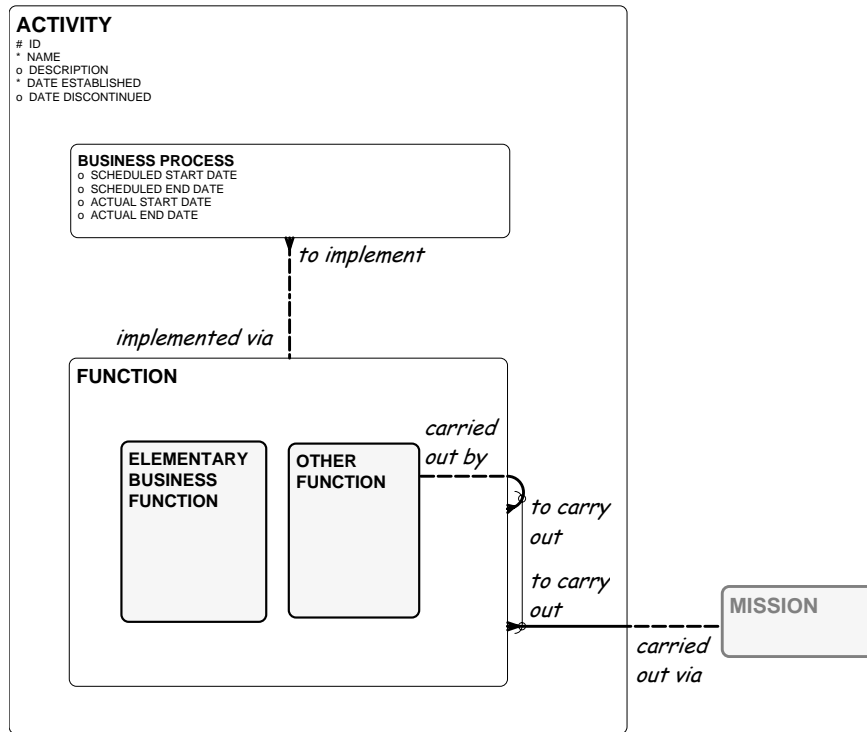 ACTIVITY
# ID
* NAME
o DESCRIPTION
* DATE ESTABLISHED
o DATE DISCONTINUED
BUSINESS PROCESS
o SCHEDULED START DATE
o SCHEDULED END DATE
o ACTUAL START DATE
o ACTUAL END DATE
to implement
implemented via
FUNCTION
ELEMENTARY
BUSINESS
FUNCTION
OTHER
FUNCTION
carried
out by
to carry
out
to carry
out
MISSION
carried
out via